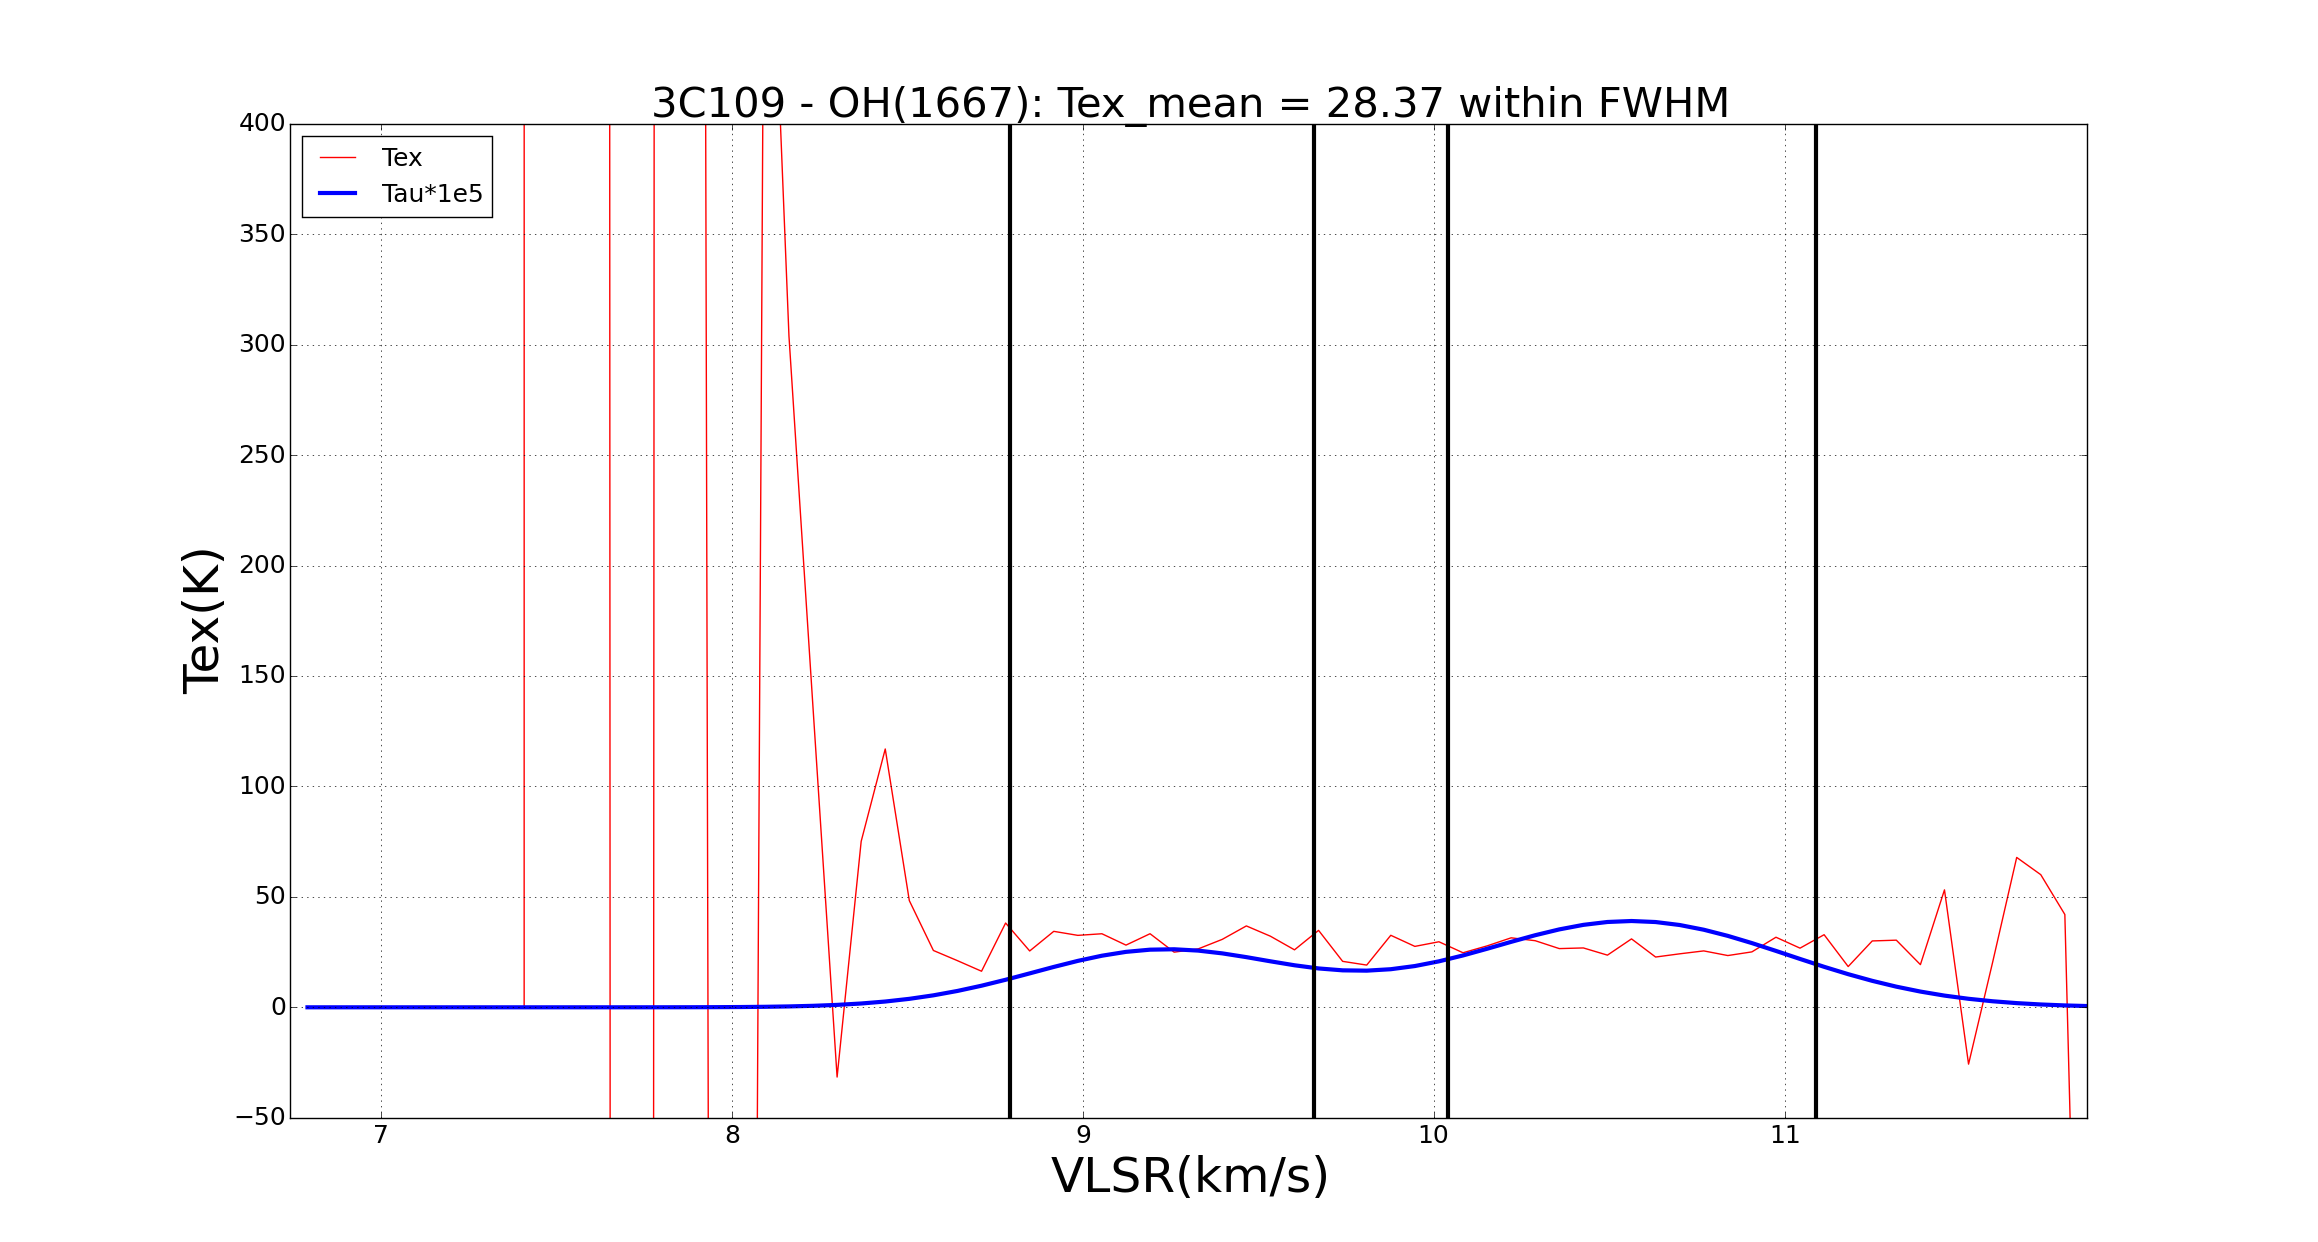 3C109 - OH(1667): Tex_mean = 28.37 within FWHM
Tex
Tau*1e5
400
350
300
250
200
150
100
50
0
−50
Tex(K)
7 8 9 10 11
VLSR(km/s)